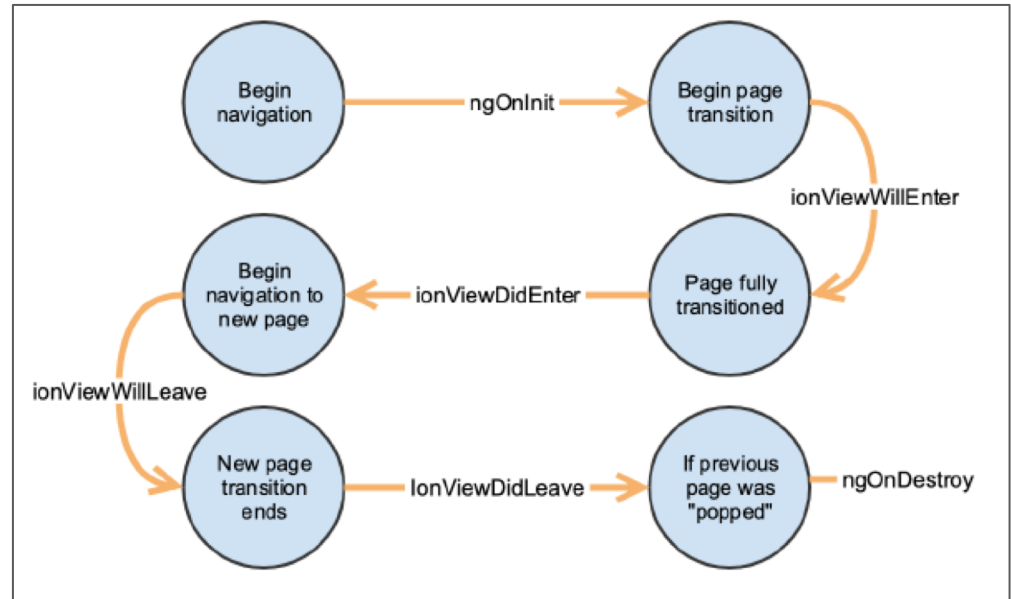 Begin
navigation
ngOnInit
Begin page
transition
ionViewWillEnter
Page fully
transitioned
ionViewDidEnter
Begin
navigation to
new page
ionViewWillLeave
New page
transition
ends
IonViewDidLeave
If previous
page was
"popped"
ngOnDestroy